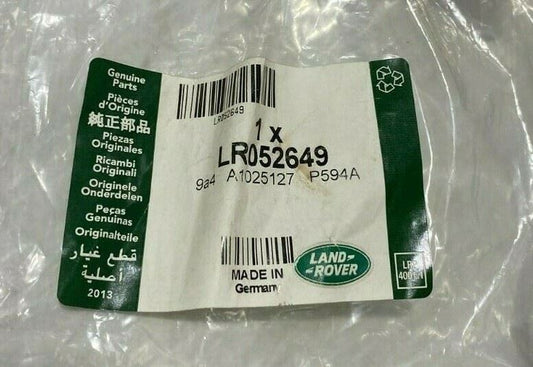 Genuine
Parts
Pièces
d'Origine
純正部品
Piezas
Originales
Ricambi
Originali
Originele
Onderdelen
Peças
Genuinas
Originalteile
قطع غيار
أصلية
2013
LR052649
1 x
LR052649
9a4 A1025127 P594A
MADE IN
Germany
LAND-
-ROVER